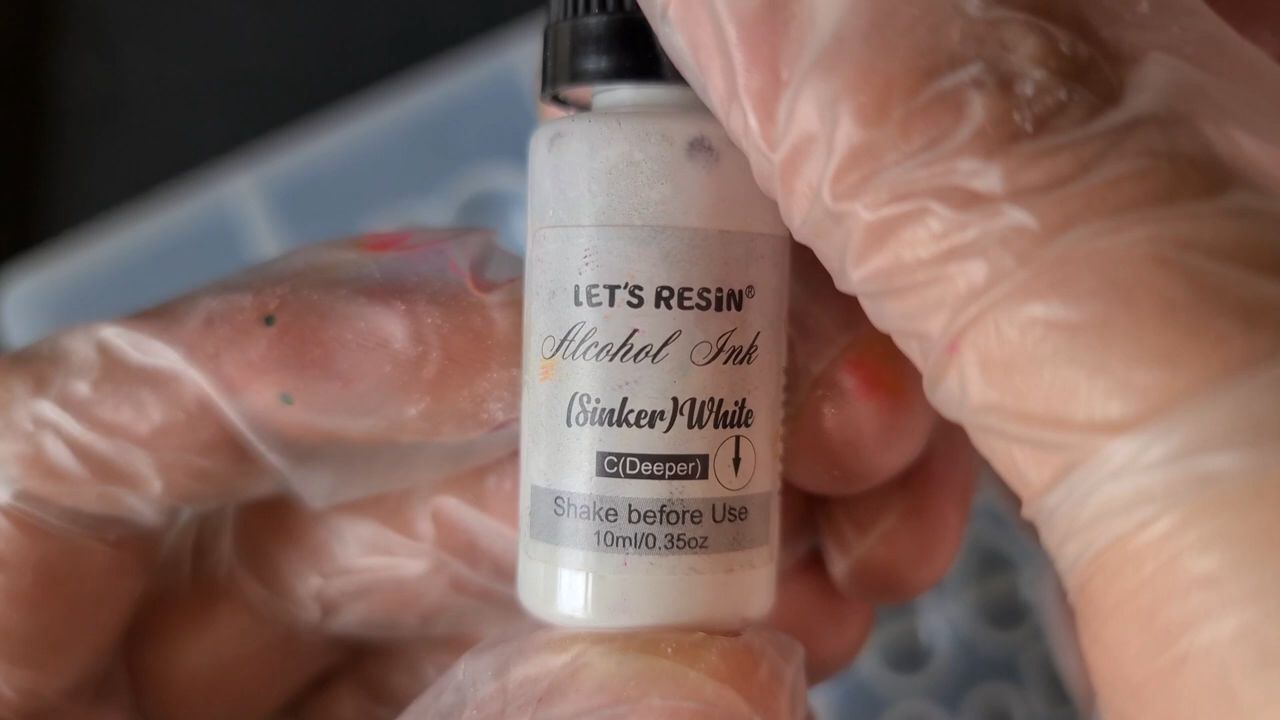 LET'S RESIN®
Alcohol Ink
(Sinker)White
C(Deeper)
Shake before Use
10ml/0.35oz